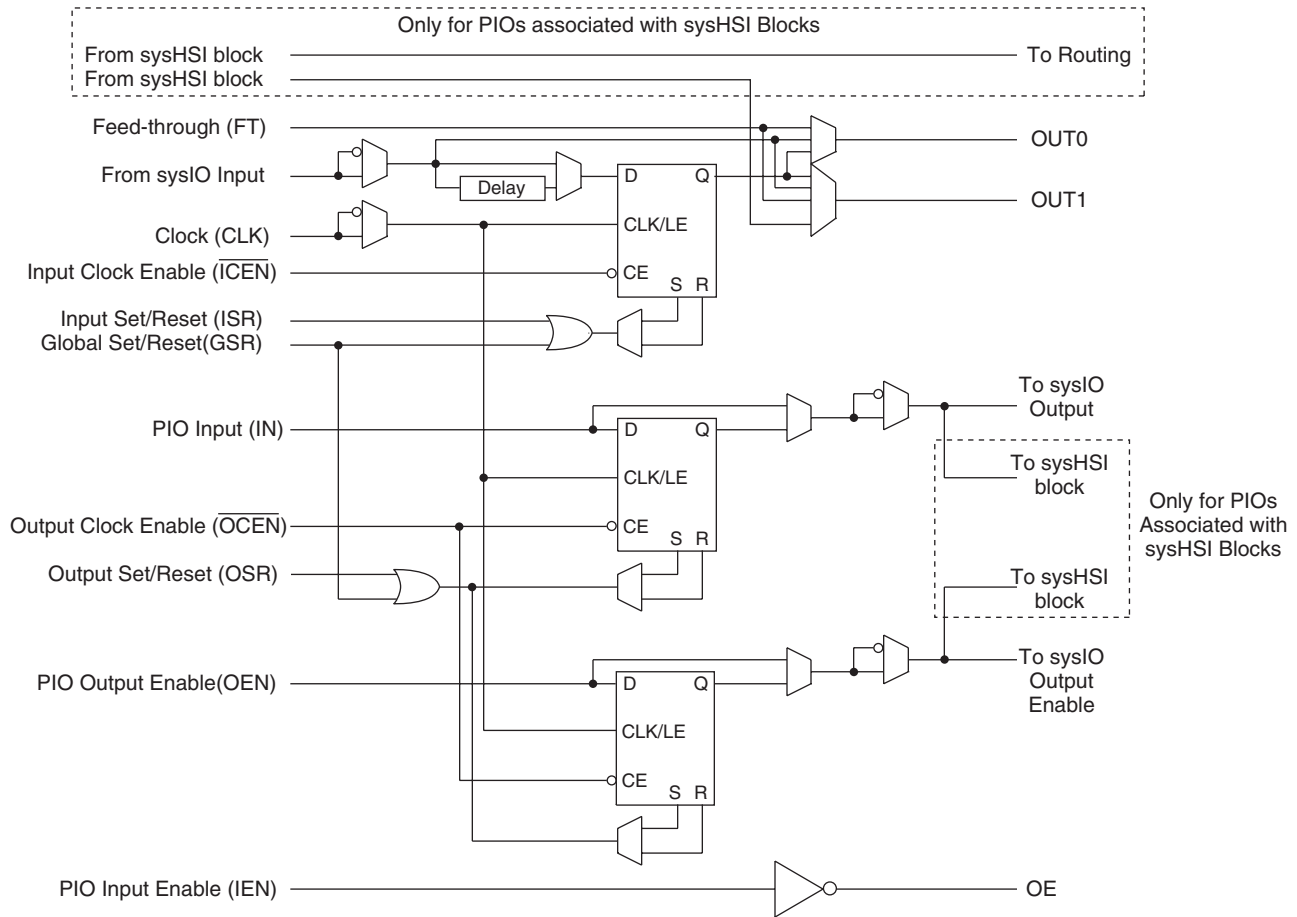 Only for PIOs associated with sysHSI Blocks
From sysHSI block
To Routing
From sysHSI block
Feed-through (FT)
OUT0
From sysIO Input
Delay
D
Q
OUT1
Clock (CLK)
CLK/LE
Input Clock Enable (ICEN)
CE
S R
Input Set/Reset (ISR)
Global Set/Reset(GSR)
To sysIO
Output
PIO Input (IN)
D
Q
To sysHSI
block
CLK/LE
Only for PIOs
Associated with
sysHSI Blocks
Output Clock Enable (OCEN)
CE
S R
Output Set/Reset (OSR)
To sysHSI
block
PIO Output Enable(OEN)
D
Q
To sysIO
Output
Enable
CLK/LE
CE
S R
PIO Input Enable (IEN)
OE